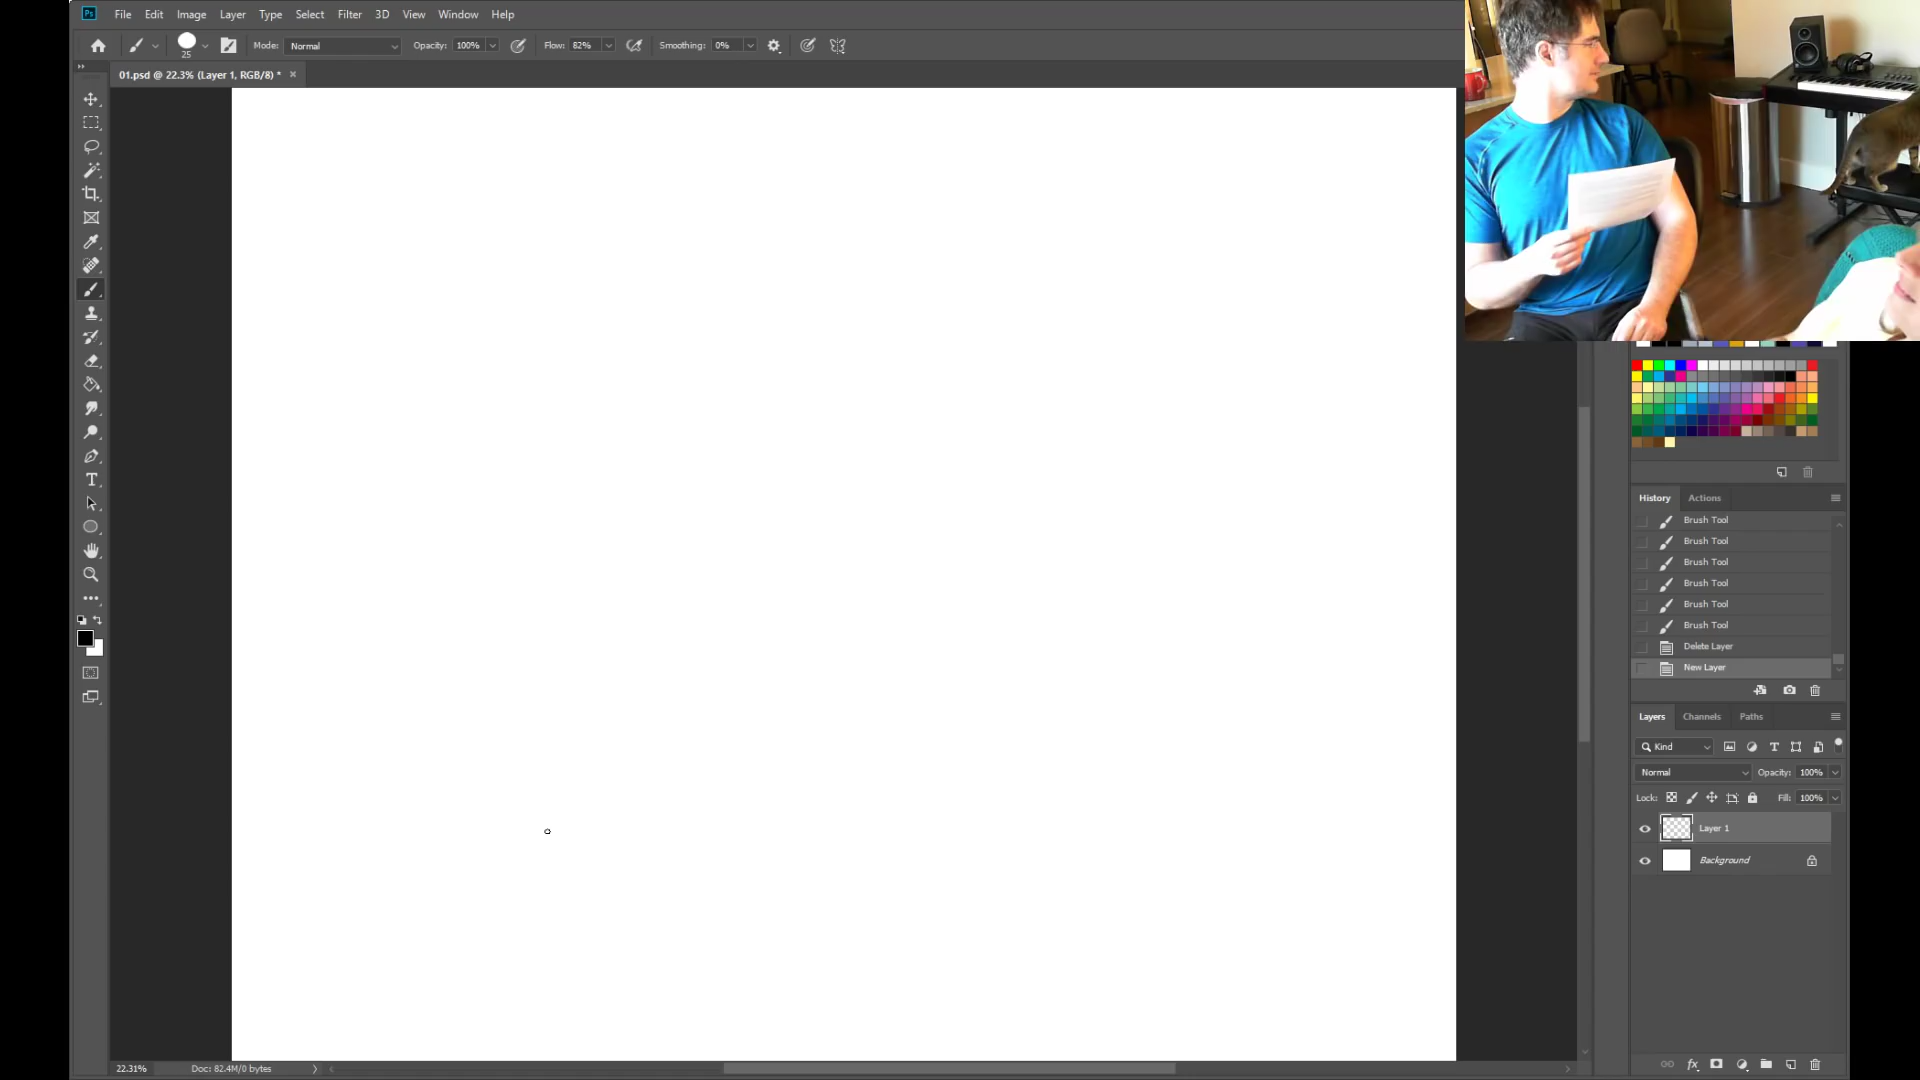 Ps File Edit Image Layer Type Select Filter 3D View Window Help
25 Mode: Normal Opacity: 100% Flow: 82% Smoothing: 0%
01.psd @ 22.3% (Layer 1, RGB/8) *
T
History Actions
Brush Tool
Brush Tool
Brush Tool
Brush Tool
Brush Tool
Brush Tool
Delete Layer
New Layer
Layers Channels Paths
Kind
Normal Opacity: 100%
Lock: Fill: 100%
Layer 1
Background
fx
22.31% Doc: 82.4M/0 bytes